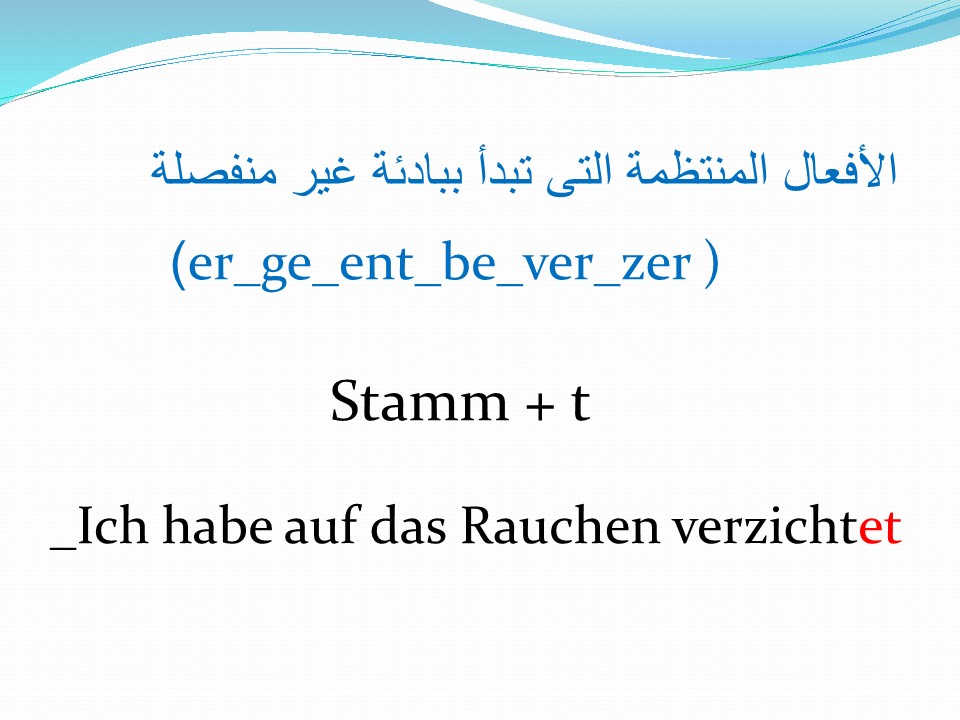 الأفعال المنتظمة التى تبدأ ببادئة غير منفصلة
(er_ge_ent_be_ver_zer )
Stamm + t
_Ich habe auf das Rauchen verzichtet